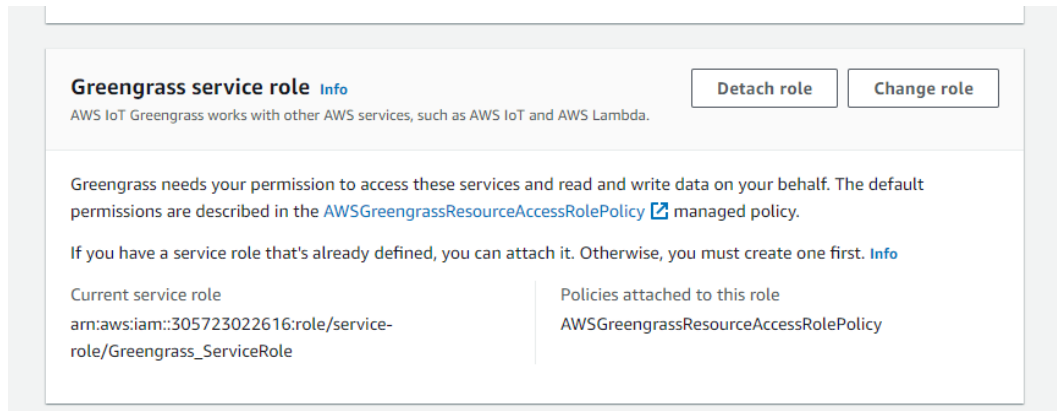 Greengrass service role Info
Detach role
Change role
AWS IoT Greengrass works with other AWS services, such as AWS IoT and AWS Lambda.
Greengrass needs your permission to access these services and read and write data on your behalf. The default
permissions are described in the AWSGreengrassResourceAccessRolePolicy managed policy.
If you have a service role that's already defined, you can attach it. Otherwise, you must create one first. Info
Current service role
arn:aws:iam::305723022616:role/service-
role/Greengrass_ServiceRole
Policies attached to this role
AWSGreengrassResourceAccessRolePolicy